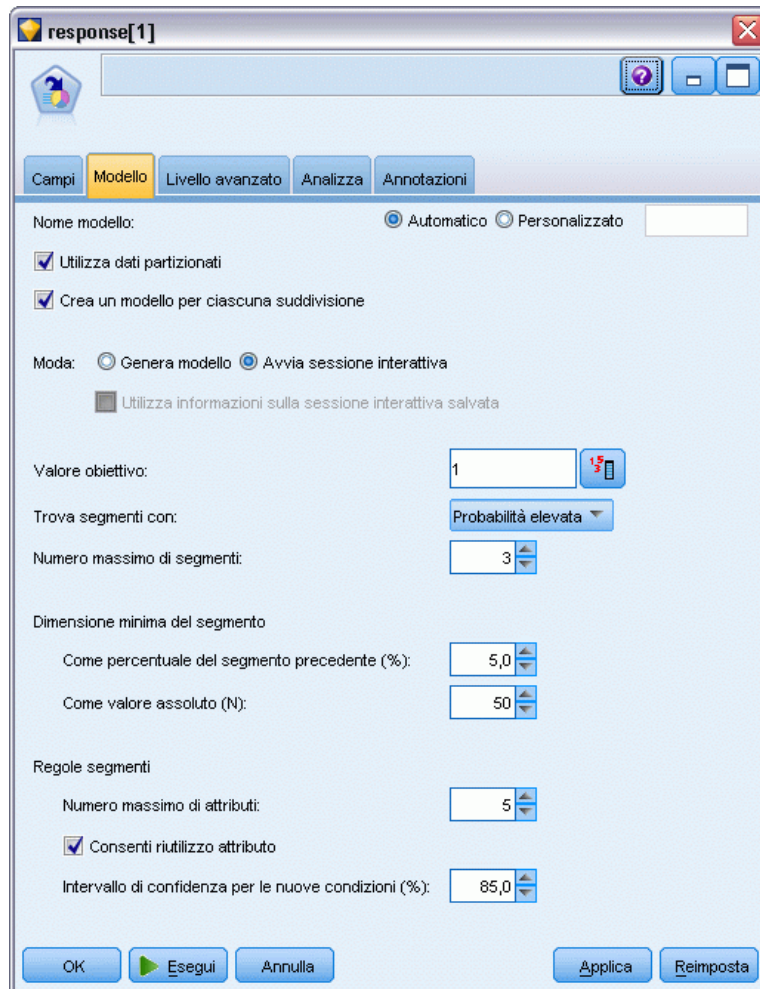 response[1]
Campi Modello Livello avanzato Analizza Annotazioni
Nome modello: Automatico Personalizzato
Utilizza dati partizionati
Crea un modello per ciascuna suddivisione
Moda: Genera modello Avvia sessione interattiva
Utilizza informazioni sulla sessione interattiva salvata
Valore obiettivo: 1
Trova segmenti con: Probabilità elevata
Numero massimo di segmenti: 3
Dimensione minima del segmento
Come percentuale del segmento precedente (%): 5,0
Come valore assoluto (N): 50
Regole segmenti
Numero massimo di attributi: 5
Consenti riutilizzo attributo
Intervallo di confidenza per le nuove condizioni (%): 85,0
OK Esegui Annulla Applica Reimposta